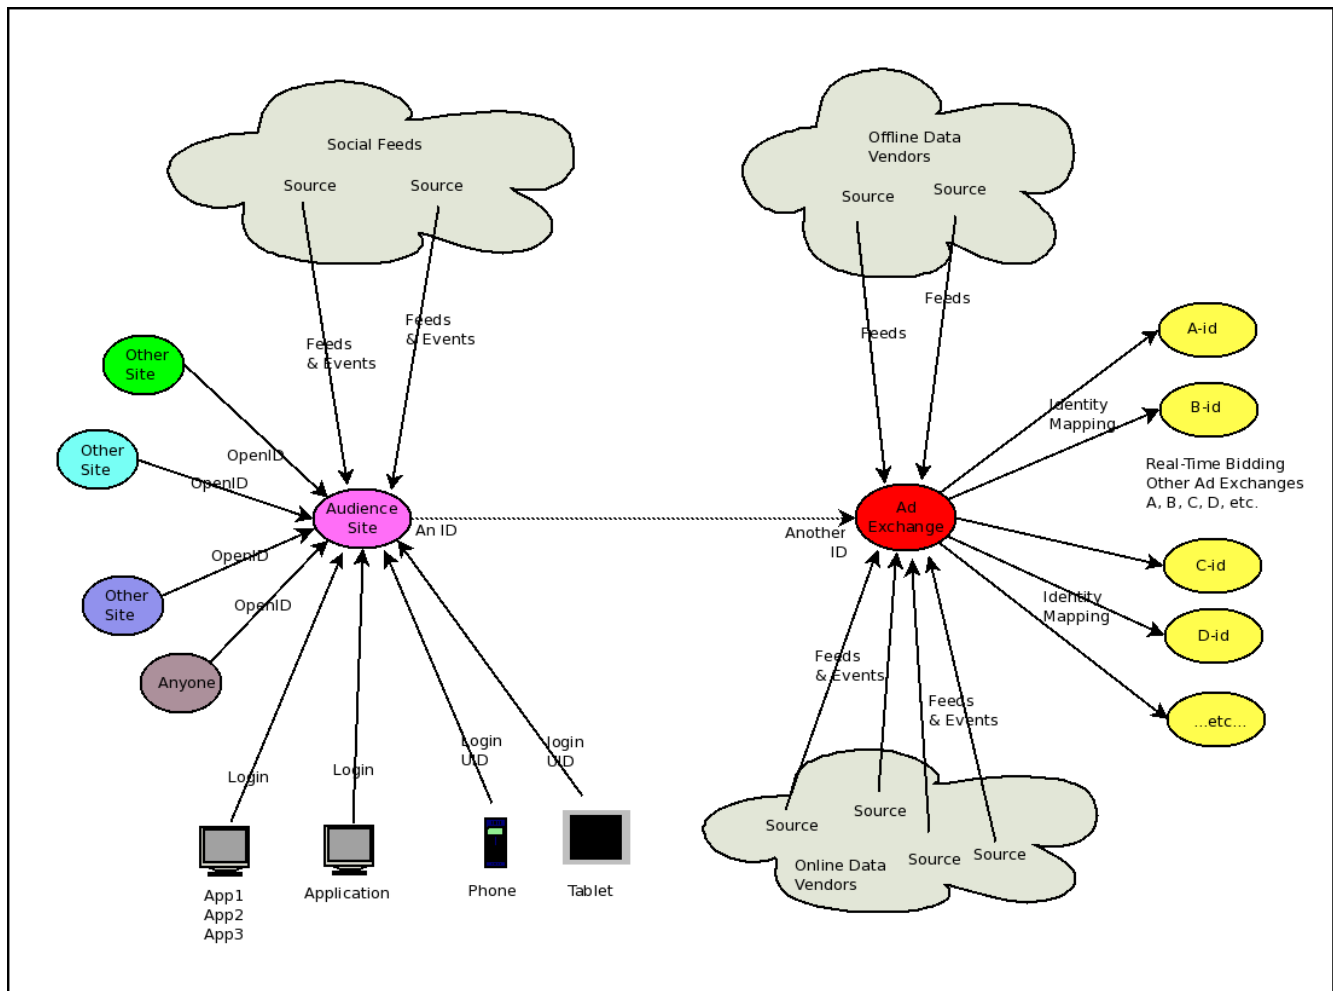 Social Feeds
Source
Source
Offline Data
Vendors
Source
Source
Feeds
& Events
Feeds
& Events
Feeds
Feeds
Other
Site
Other
Site
Other
Site
Anyone
OpenID
OpenID
OpenID
OpenID
Audience
Site
An ID
Another
ID
Ad
Exchange
A-id
B-id
Identity
Mapping
Real-Time Bidding
Other Ad Exchanges
A, B, C, D, etc.
C-id
D-id
Identity
Mapping
...etc...
Login
Login
Login
UID
login
UID
App1
App2
App3
Application
Phone
Tablet
Feeds
& Events
Feeds
& Events
Source
Source
Source
Source
Online Data
Vendors